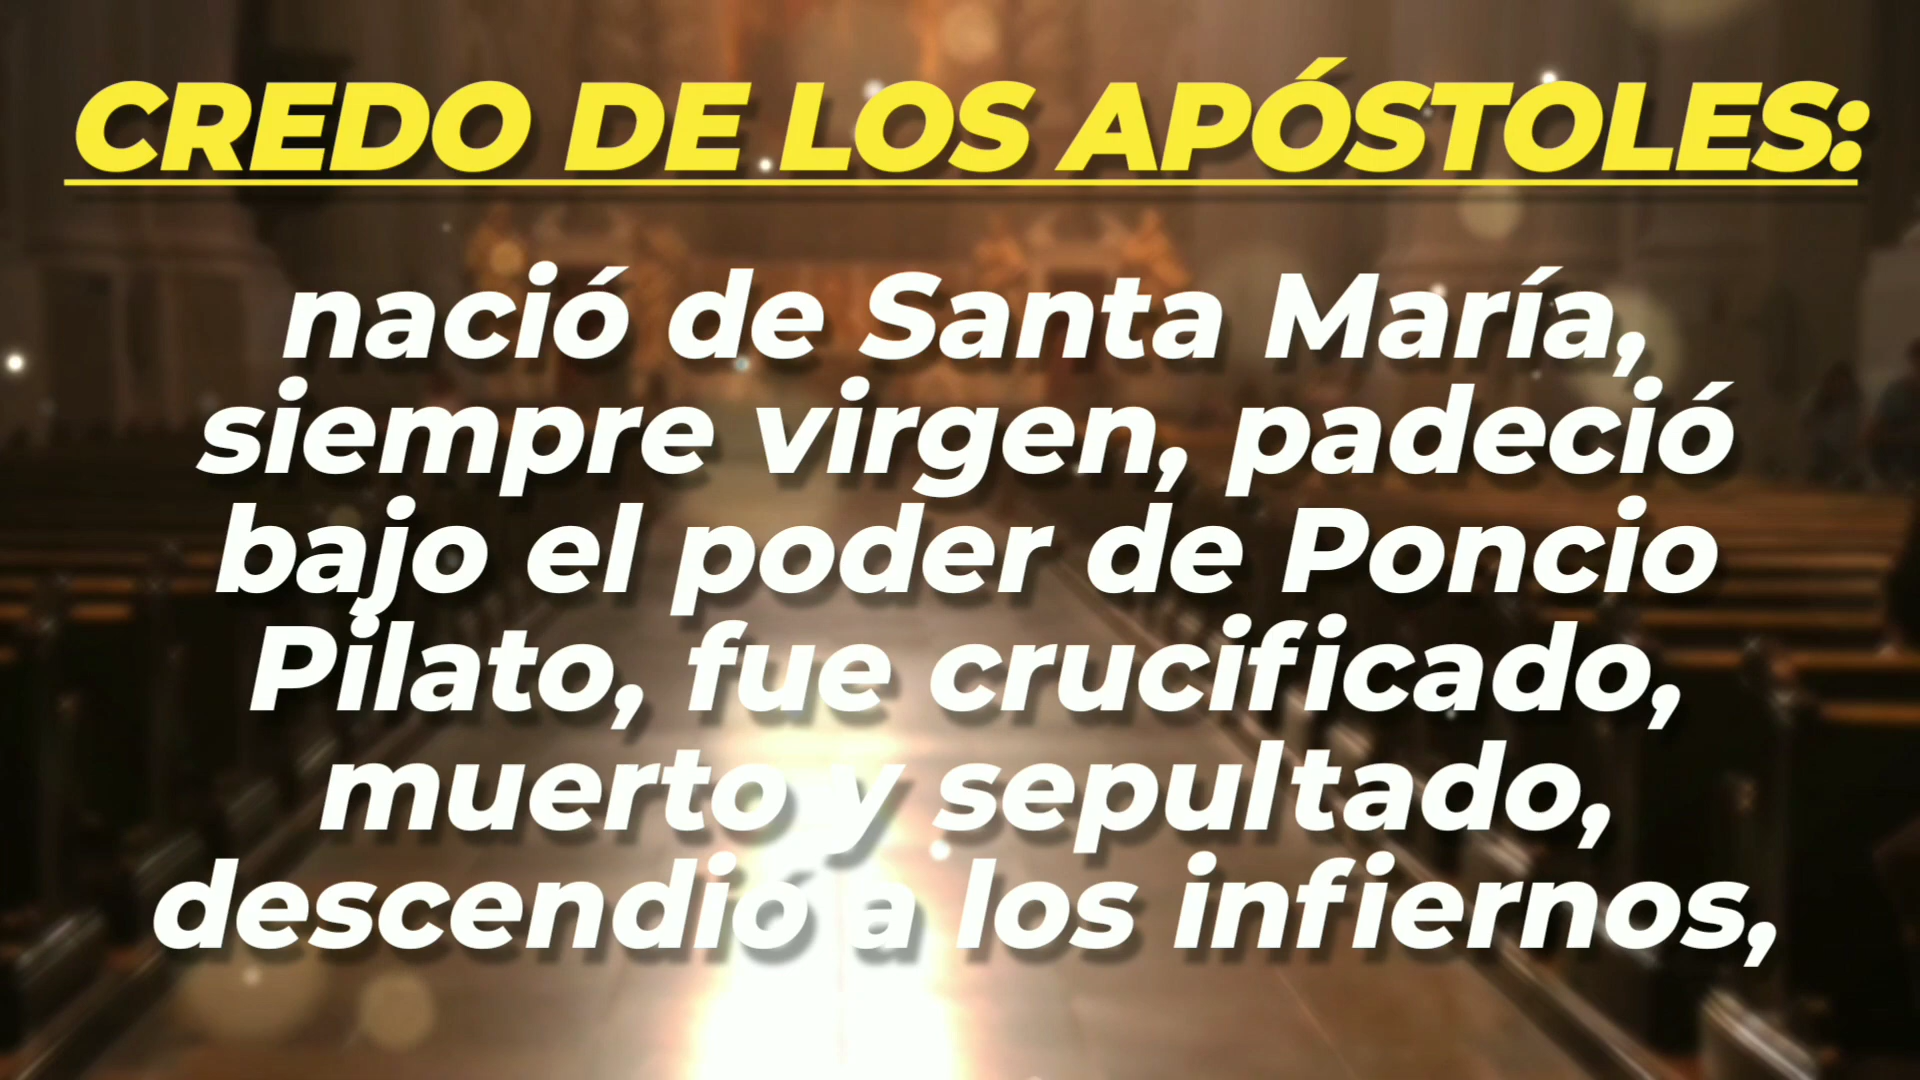 CREDO DE LOS APÓSTOLES:
nació de Santa María,
siempre virgen, padeció
bajo el poder de Poncio
Pilato, fue crucificado,
muerto y sepultado,
descendió a los infiernos,